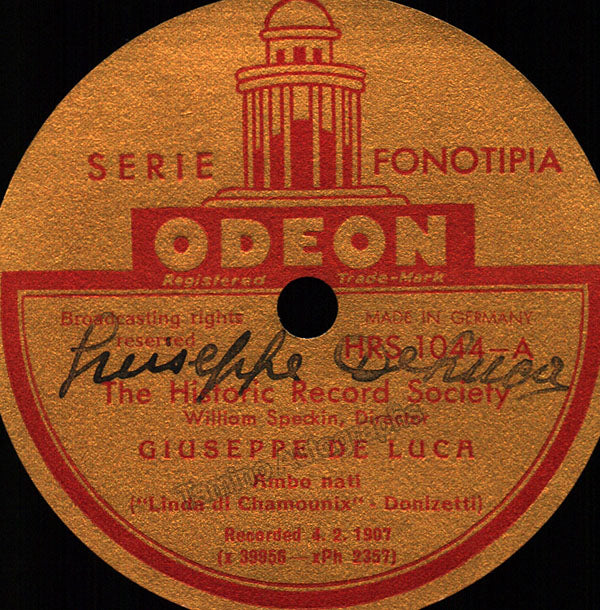 SERIE FONOTIPIA
ODEON
Registered Trade-Mark
Broadcasting rights reserved
MADE IN GERMANY
HRS 1044-A
Giuseppe De Luca
The Historic Record Society
William Speckin, Director
GIUSEPPE DE LUCA
Ambo nati
("Linda di Chamounix" - Donizetti)
Recorded 4. 2. 1907
(x 39956 — xPh 2357)